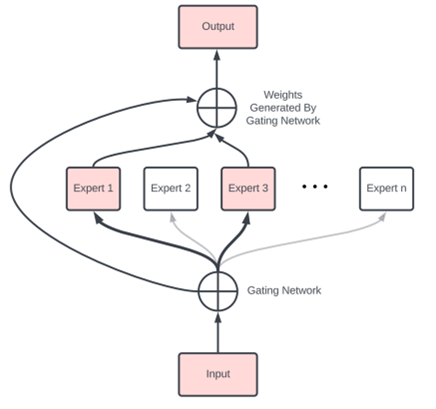 Output
Weights
Generated By
Gating Network
Expert 1
Expert 2
Expert 3
• • •
Expert n
Gating Network
Input